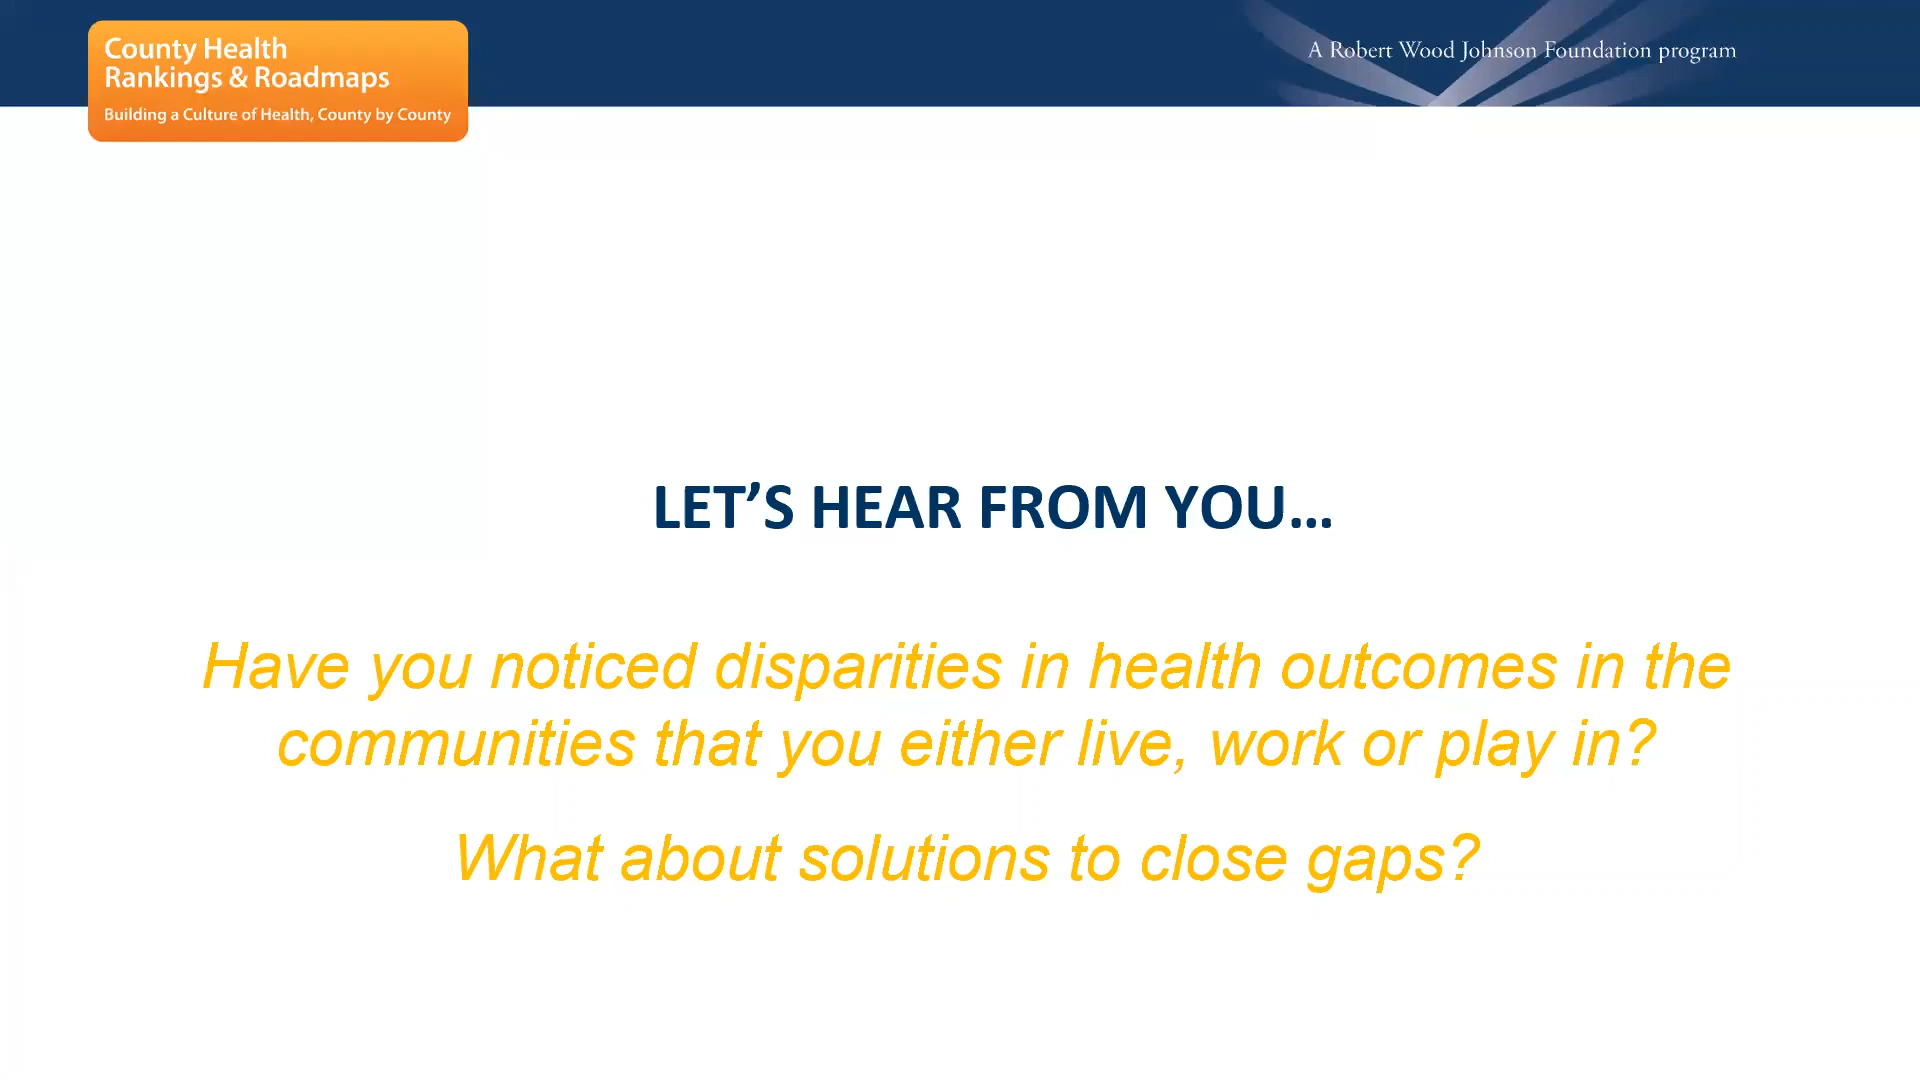 County Health
Rankings & Roadmaps
Building a Culture of Health, County by County
A Robert Wood Johnson Foundation program
LET’S HEAR FROM YOU…
Have you noticed disparities in health outcomes in the
communities that you either live, work or play in?
What about solutions to close gaps?